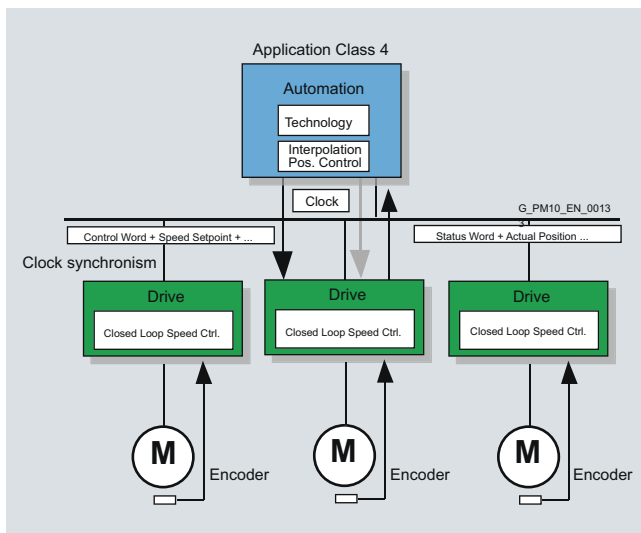 Application Class 4
Automation
Technology
Interpolation
Pos. Control
Clock
G_PM10_EN_0013
3
Control Word + Speed Setpoint + ...
Status Word + Actual Position ...
Clock synchronism
Drive
Drive
Drive
Closed Loop Speed Ctrl.
Closed Loop Speed Ctrl.
Closed Loop Speed Ctrl.
M
M
M
Encoder
Encoder
Encoder